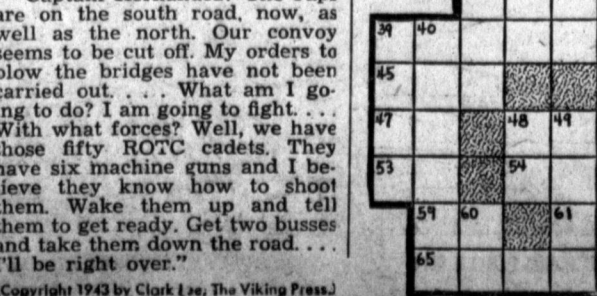 are on the south road, now, as
well as the north. Our convoy
seems to be cut off. My orders to
blow the bridges have not been
carried out. . . . What am I go-
ing to do? I am going to fight. . . .
With what forces? Well, we have
those fifty ROTC cadets. They
have six machine guns and I be-
lieve they know how to shoot
them. Wake them up and tell
them to get ready. Get two busses
and take them down the road. . . .
I'll be right over."
Copyright 1943 by Clark Lee, The Viking Press.)
39 40
45
47 48 49
53 54
59 60 61
65